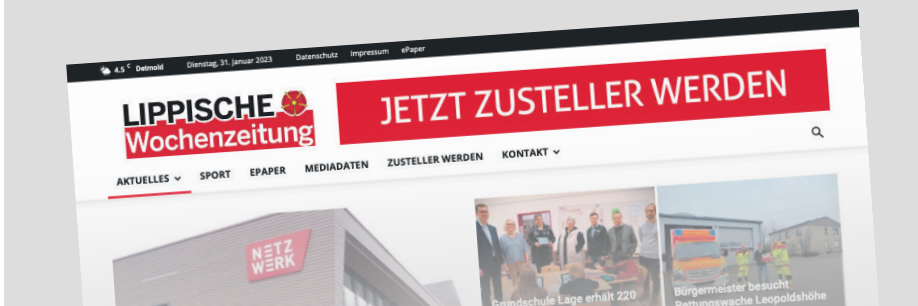 4.5 C Detmold Dienstag, 31. Januar 2023 Datenschutz Impressum ePaper
LIPPISCHE
Wochenzeitung
JETZT ZUSTELLER WERDEN
AKTUELLES SPORT EPAPER MEDIADATEN ZUSTELLER WERDEN KONTAKT
NETZ
WERK
Grundschule Lage erhält 220
Bürgermeister besucht
Rettungswache Leopoldshöhe